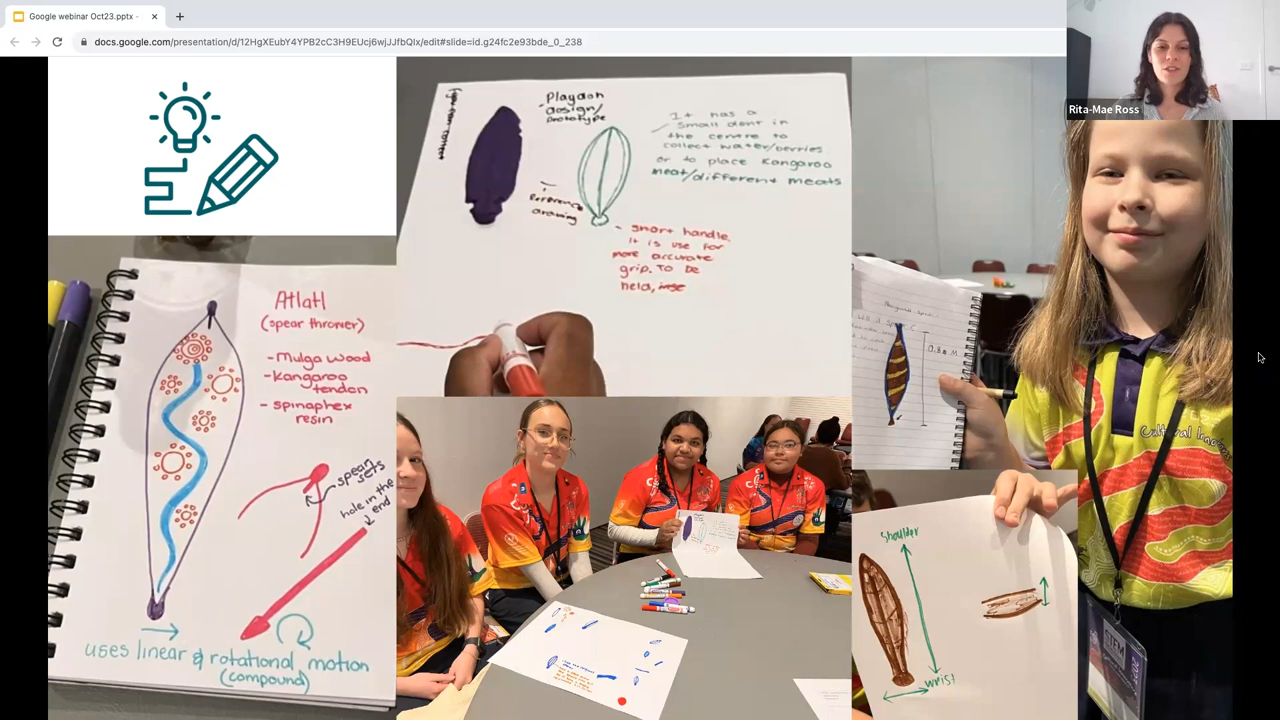 Google webinar Oct23.pptx -
docs.google.com/presentation/d/12HgXEubY4YPB2cC3H9EUcj6wjJJfbQIx/edit#slide=id.g24fc2e93bde_0_238
Rita-Mae Ross
Atlatl
(spear thrower)
- Mulga wood
- Kangaroo
tendon
- spinaphex
resin
spear
sets
hole in the
end
uses linear & rotational motion
(compound)
Playdoh
design/
prototype
Reference
drawing
It has a
small dent in
the centre to
collect water/berries
or to place Kangaroo
meat/different meats
- short handle.
It is use for
more accurate
grip. To be
held,
0.8 M
Cultural
shoulder
wrist